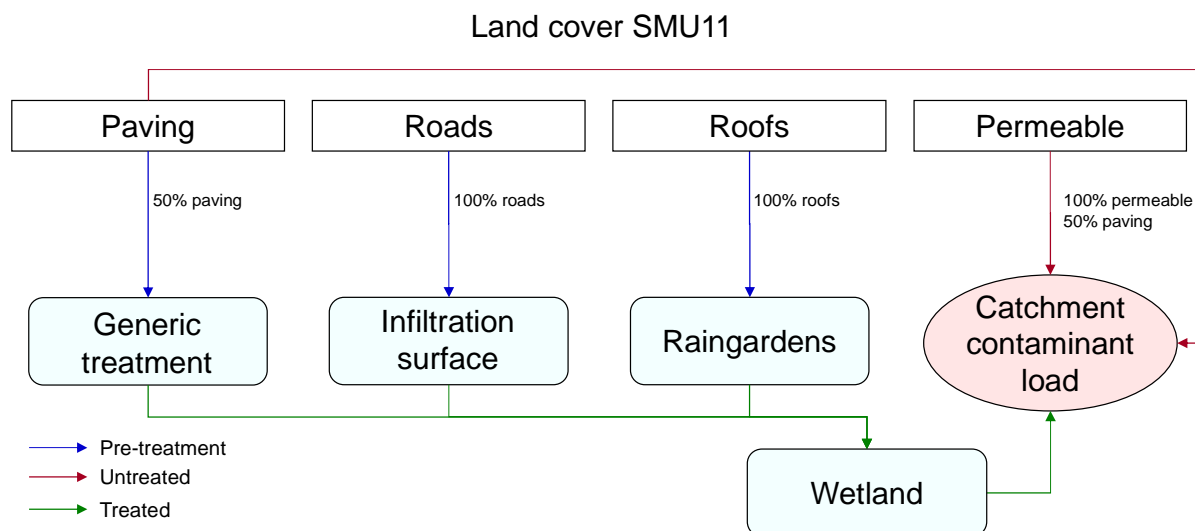 Land cover SMU11
Paving
Roads
Roofs
Permeable
50% paving
100% roads
100% roofs
100% permeable
50% paving
Generic
treatment
Infiltration
surface
Raingardens
Catchment
contaminant
load
Pre-treatment
Untreated
Treated
Wetland